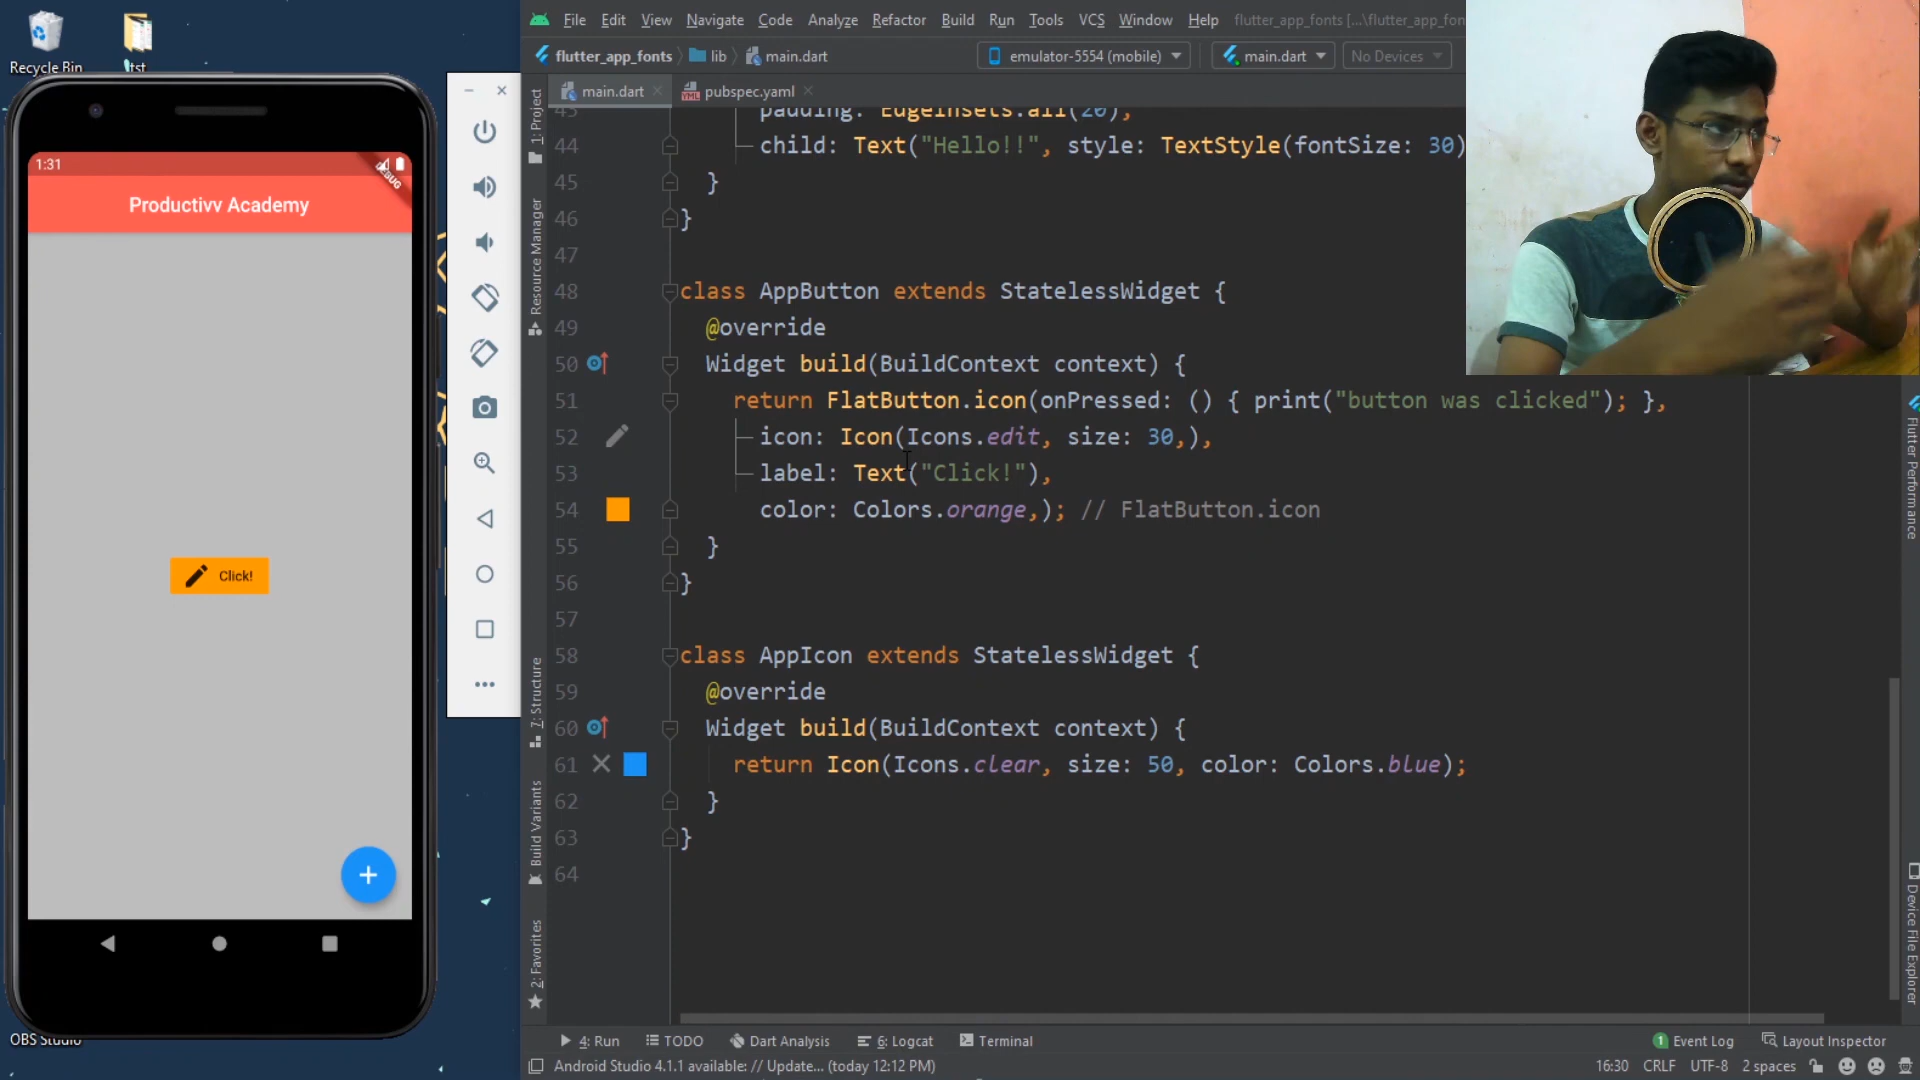 Recycle Bin
tst
1:31
DEBUG
Productivv Academy
Click!
OBS Studio
File Edit View Navigate Code Analyze Refactor Build Run Tools VCS Window Help flutter_app_fonts [...\flutter_app_fon
flutter_app_fonts lib main.dart emulator-5554 (mobile) main.dart No Devices
main.dart pubspec.yaml
1: Project
Resource Manager
7: Structure
Build Variants
2: Favorites
43 padding: EdgeInsets.all(20),
44 child: Text("Hello!!", style: TextStyle(fontSize: 30)
45 }
46 }
47
48 class AppButton extends StatelessWidget {
49 @override
50 Widget build(BuildContext context) {
51 return FlatButton.icon(onPressed: () { print("button was clicked"); },
52 icon: Icon(Icons.edit, size: 30,),
53 label: Text("Click!"),
54 color: Colors.orange,); // FlatButton.icon
55 }
56 }
57
58 class AppIcon extends StatelessWidget {
59 @override
60 Widget build(BuildContext context) {
61 return Icon(Icons.clear, size: 50, color: Colors.blue);
62 }
63 }
64
Flutter Performance
Device File Explorer
4: Run TODO Dart Analysis 6: Logcat Terminal 1 Event Log Layout Inspector
Android Studio 4.1.1 available: // Update... (today 12:12 PM) 16:30 CRLF UTF-8 2 spaces